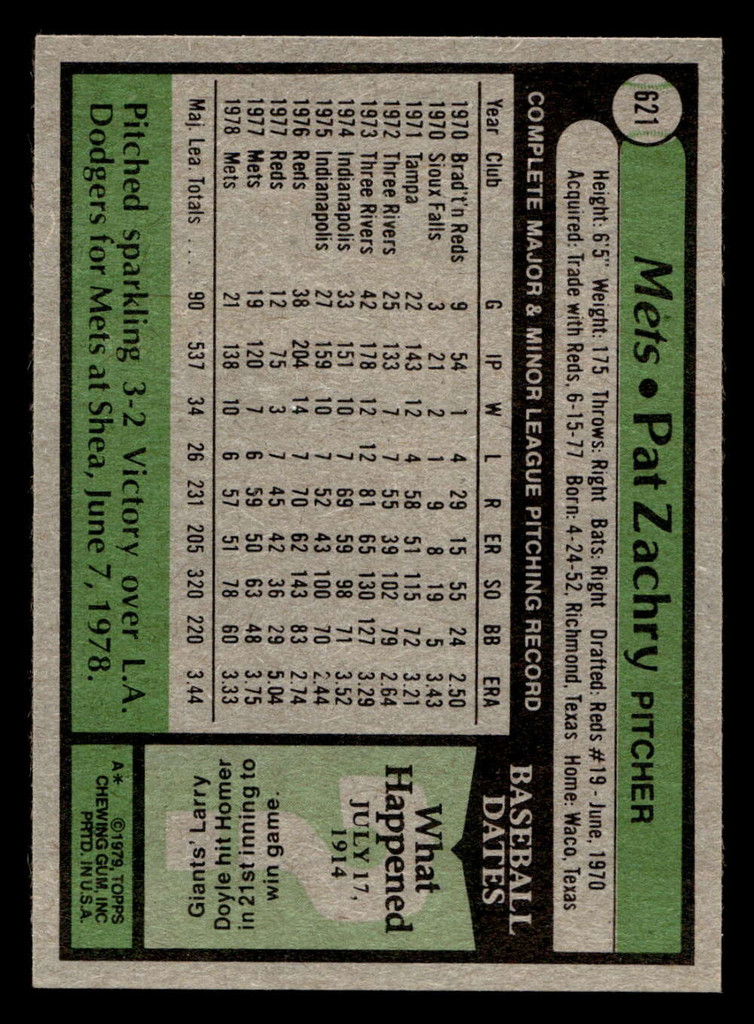 621
Mets • Pat Zachry PITCHER
Height: 6'5" Weight: 175 Throws: Right Bats: Right Drafted: Reds #19 - June, 1970
Acquired: Trade with Reds, 6-15-77 Born: 4-24-52, Richmond, Texas Home: Waco, Texas
COMPLETE MAJOR & MINOR LEAGUE PITCHING RECORD
Year Club G IP W L R ER SO BB ERA
1970 Brad't'n Reds 9 54 1 4 29 15 55 24 2.50
1970 Sioux Falls 3 21 2 1 9 8 19 5 3.43
1971 Tampa 22 143 12 4 58 51 115 72 3.21
1972 Three Rivers 25 133 7 7 55 39 102 79 2.64
1973 Three Rivers 42 178 12 12 81 65 130 127 3.29
1974 Indianapolis 33 151 10 7 69 59 98 71 3.52
1975 Indianapolis 27 159 10 7 52 43 100 70 2.44
1976 Reds 38 204 14 7 70 62 143 83 2.74
1977 Reds 12 75 3 7 45 42 36 29 5.04
1977 Mets 19 120 7 6 59 50 63 48 3.75
1978 Mets 21 138 10 6 57 51 78 60 3.33
Maj. Lea. Totals . . . 90 537 34 26 231 205 320 220 3.44
Pitched sparkling 3-2 Victory over L.A.
Dodgers for Mets at Shea, June 7, 1978.
BASEBALL
DATES
What
Happened
JULY 17,
1914
Giants' Larry
Doyle hit Homer
in 21st inning to
win game.
A* ©1979, TOPPS
CHEWING GUM, INC
PRTD. IN U.S.A.